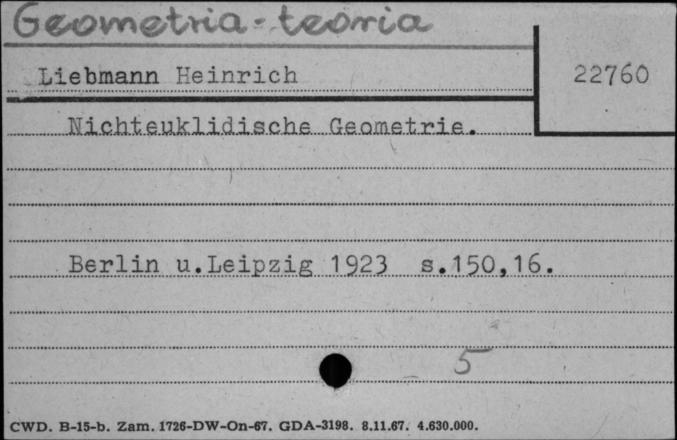 Geometria-teoria
Liebmann Heinrich
22760
Nichteuklidische Geometrie.
Berlin u.Leipzig 1923 s.150,16.
5
CWD. B-15-b. Zam. 1726-DW-On-67. GDA-3198. 8.11.67. 4.630.000.